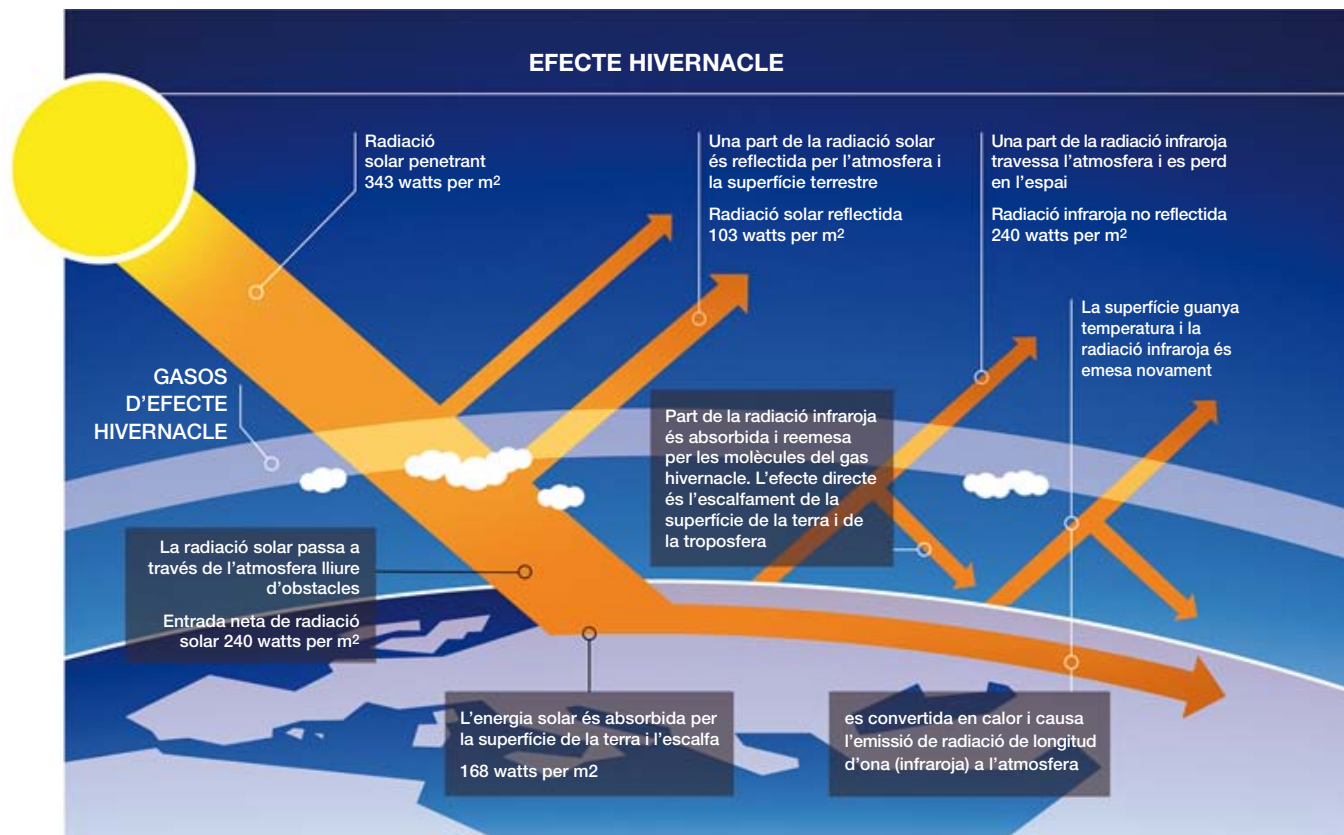 EFECTE HIVERNACLE
Radiació
solar penetrant
343 watts per m²
Una part de la radiació solar
és reflectida per l’atmosfera i
la superfície terrestre
Radiació solar reflectida
103 watts per m²
Una part de la radiació infraroja
travessa l’atmosfera i es perd
en l’espai
Radiació infraroja no reflectida
240 watts per m²
La superfície guanya
temperatura i la
radiació infraroja és
emesa novament
GASOS
D’EFECTE
HIVERNACLE
Part de la radiació infraroja
és absorbida i reemesa
per les molècules del gas
hivernacle. L’efecte directe
és l’escalfament de la
superfície de la terra i de
la troposfera
La radiació solar passa a
través de l’atmosfera lliure
d’obstacles
Entrada neta de radiació
solar 240 watts per m²
L’energia solar és absorbida per
la superfície de la terra i l’escalfa
168 watts per m2
es convertida en calor i causa
l’emissió de radiació de longitud
d’ona (infraroja) a l’atmosfera